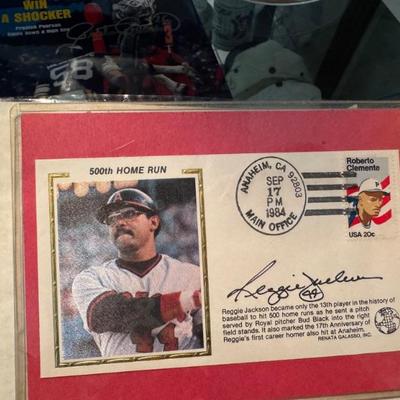 WIN
A SHOCKER
500th HOME RUN
ANAHEIM, CA 92803
SEP
17
PM
1984
MAIN OFFICE
Roberto
Clemente
USA 20c
Reggie Jackson
44
Reggie Jackson became only the 13th player in the history of
baseball to hit 500 home runs as he sent a pitch
served by Royal pitcher Bud Black into the right
field stands. It also marked the 17th Anniversary of
Reggie's first career homer also hit at Anaheim.
RENATA GALASSO, INC.